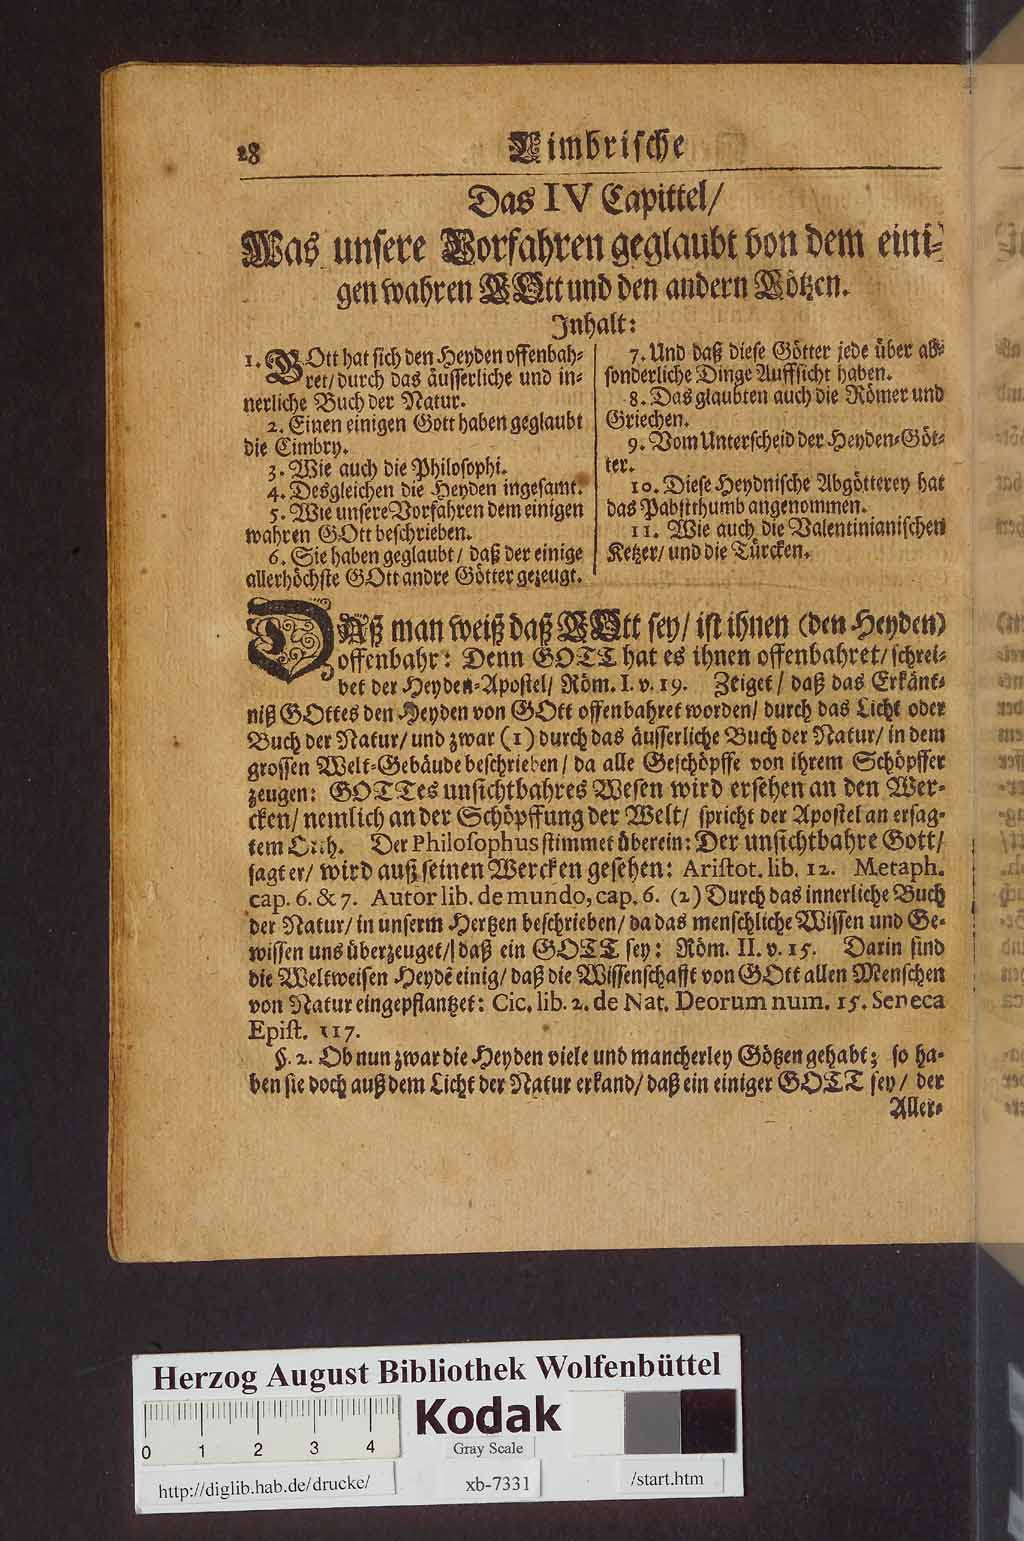 28 Cimbrische
Das IV Capittel/
Was unsere Vorfahren geglaubt von dem eini-
gen wahren GOtt und den andern Götzen.
Inhalt:
1. GOtt hat sich den Heyden offenbah-
ret/ durch das äusserliche und in-
nerliche Buch der Natur.
2. Einen einigen Gott haben geglaubt
die Cimbry.
3. Wie auch die Philosophi.
4. Desgleichen die Heyden ingesamt.
5. Wie unsere Vorfahren dem einigen
wahren GOtt beschrieben.
6. Sie haben geglaubt/ daß der einige
allerhöchste GOtt andre Götter gezeugt.
7. Und daß diese Götter jede über ab-
sonderliche Dinge Auffsicht haben.
8. Das glaubten auch die Römer und
Griechen.
9. Vom Unterscheid der Heyden-Göt-
ter.
10. Diese Heydnische Abgötterey hat
das Pabstthumb angenommen.
11. Wie auch die Valentinianischen
Ketzer/ und die Türcken.
DAß man weiß daß GOtt sey/ ist ihnen (den Heyden)
offenbahr: Denn GOTT hat es ihnen offenbahret/ schrei-
bet der Heyden-Apostel/ Röm. I. v. 19. Zeiget/ daß das Erkänt-
niß GOttes den Heyden von GOtt offenbahret worden/ durch das Licht oder
Buch der Natur/ und zwar (1) durch das äusserliche Buch der Natur/ in dem
grossen Welt-Gebäude beschrieben/ da alle Geschöpffe von ihrem Schöpffer
zeugen: GOTTes unsichtbahres Wesen wird ersehen an den Wer-
cken/ nemlich an der Schöpffung der Welt/ spricht der Apostel an ersag-
tem Orth. Der Philosophus stimmet überein: Der unsichtbahre Gott/
sagt er/ wird auß seinen Wercken gesehen: Aristot. lib. 12. Metaph.
cap. 6. & 7. Autor lib. de mundo, cap. 6. (2) Durch das innerliche Buch
der Natur/ in unserm Hertzen beschrieben/ da das menschliche Wissen und Ge-
wissen uns überzeuget/ daß ein GOTT sey: Röm. II. v. 15. Darin sind
die Weltweisen Heydē einig/ daß die Wissenschafft von GOtt allen Menschen
von Natur eingepflantzet: Cic. lib. 2. de Nat. Deorum num. 15. Seneca
Epist. 117.
§. 2. Ob nun zwar die Heyden viele und mancherley Götzen gehabt; so ha-
ben sie doch auß dem Licht der Natur erkand/ daß ein einiger GOTT sey/ der
Aller-
Herzog August Bibliothek Wolfenbüttel
0 1 2 3 4
Kodak
Gray Scale
http://diglib.hab.de/drucke/ xb-7331 /start.htm